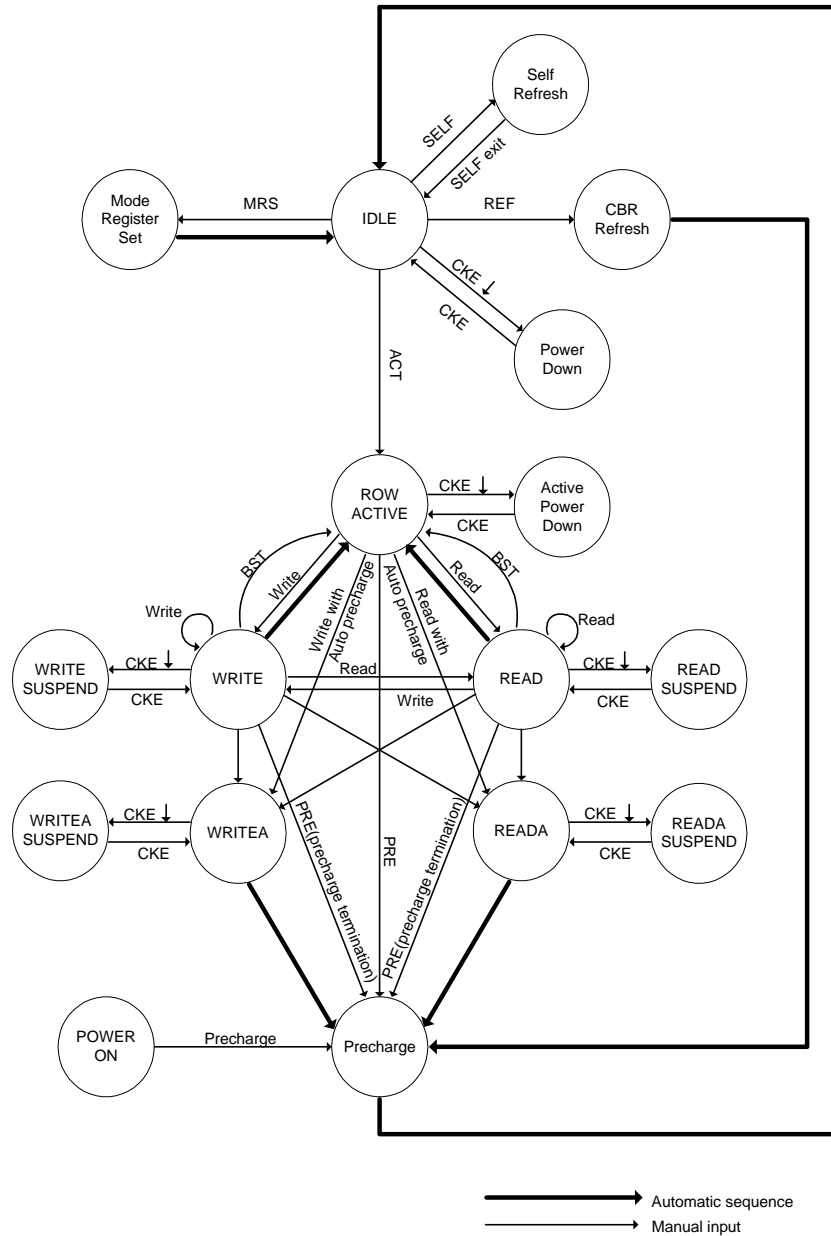 Self
Refresh
SELF
SELF exit
Mode
Register
Set
MRS
IDLE
REF
CBR
Refresh
CKE
CKE
Power
Down
ACT
ROW
ACTIVE
CKE
CKE
Active
Power
Down
BST
Write
Write with
Auto precharge
Auto precharge
Read with
Read
BST
Write
Read
WRITE
SUSPEND
CKE
CKE
WRITE
Read
Write
READ
CKE
CKE
READ
SUSPEND
WRITEA
SUSPEND
CKE
CKE
WRITEA
PRE(precharge termination)
PRE
PRE(precharge termination)
READA
CKE
CKE
READA
SUSPEND
POWER
ON
Precharge
Precharge
Automatic sequence
Manual input